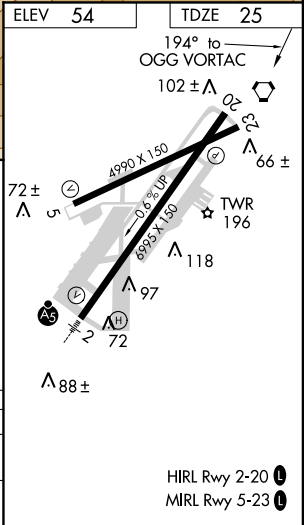 ELEV 54
TDZE 25
194° to
OGG VORTAC
102 ±
20
23
4990 X 150
P
66 ±
72 ±
V
5
0.6% UP
6995 X 150
TWR
196
118
97
V
A5
2
H
72
88 ±
HIRL Rwy 2-20 L
MIRL Rwy 5-23 L